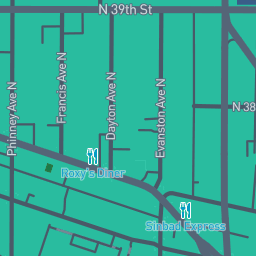 N 39th St
Phinney Ave N
Francis Ave N
Dayton Ave N
Evanston Ave N
N 38
Roxy's Diner
Sinbad Express